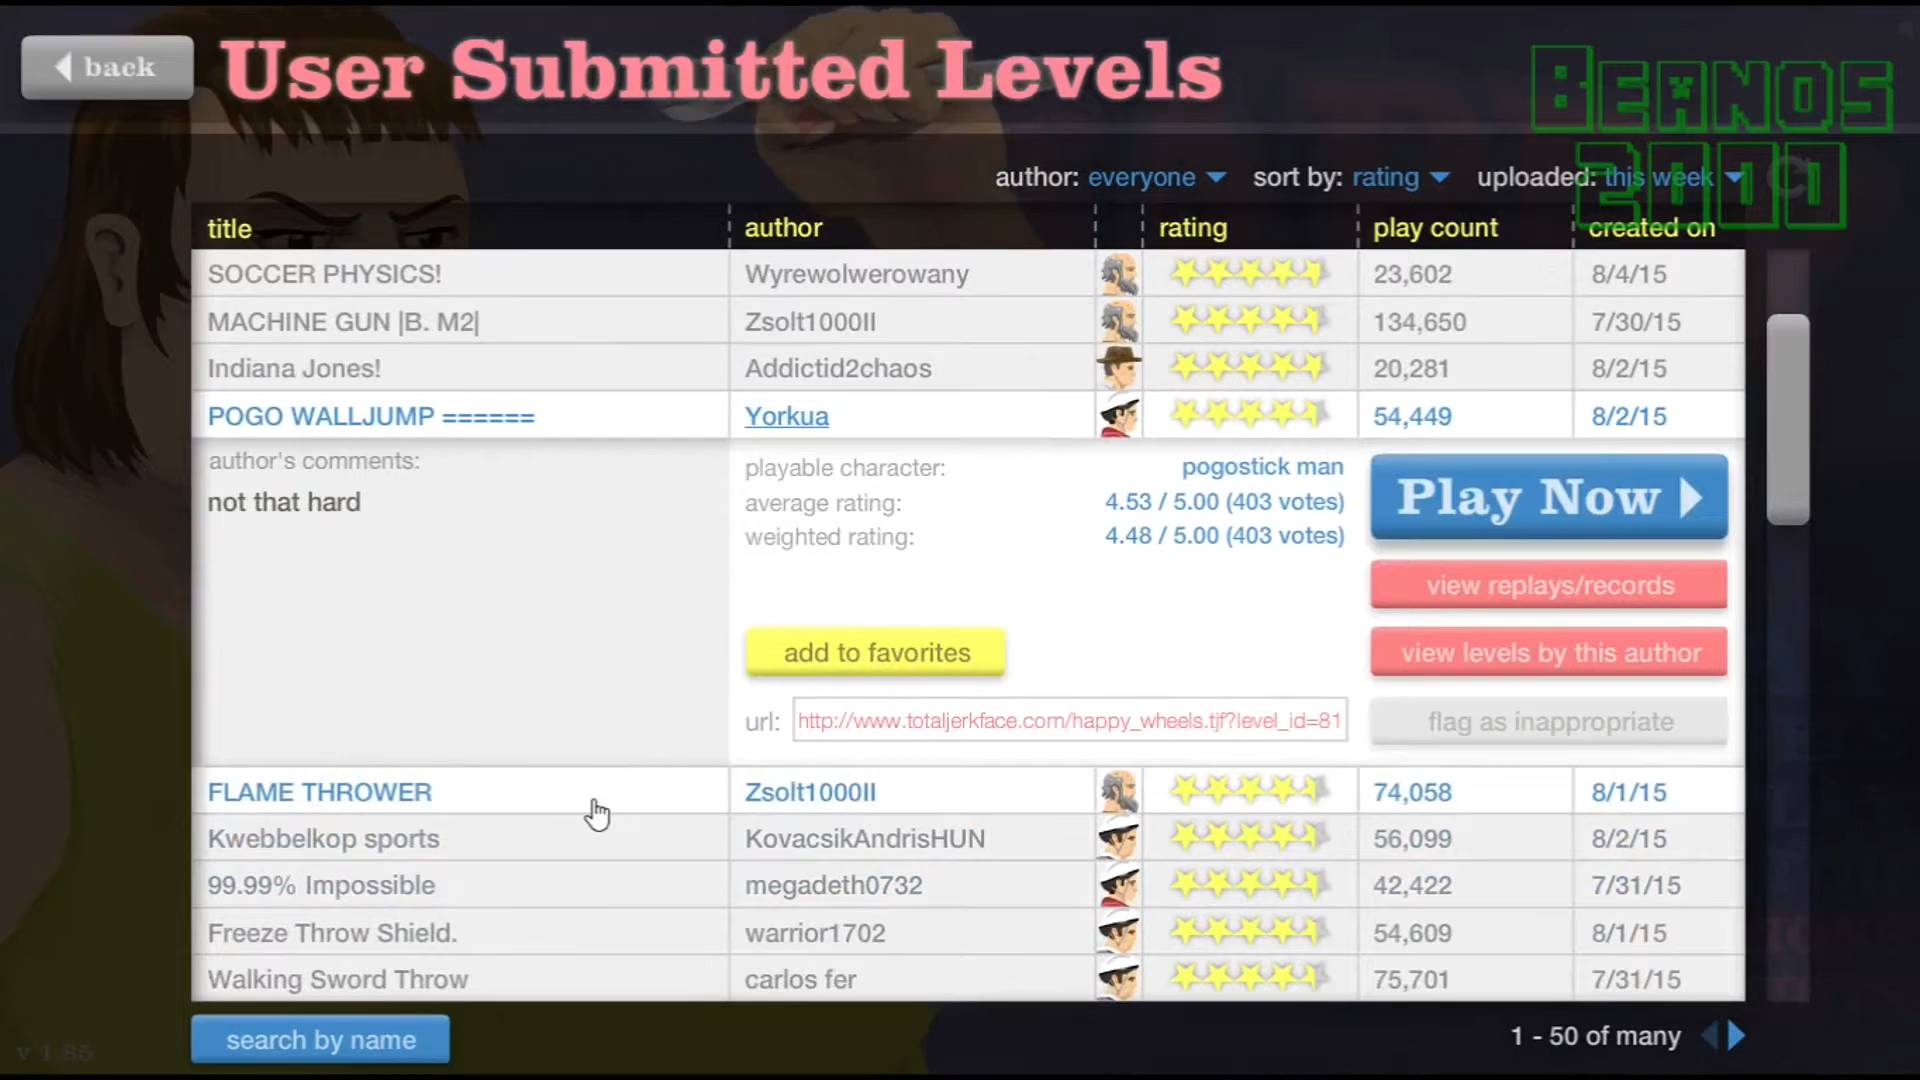 back
User Submitted Levels
BEANOS
2000
author: everyone sort by: rating uploaded: this week
title author rating play count created on
SOCCER PHYSICS! Wyrewolwerowany 23,602 8/4/15
MACHINE GUN |B. M2| Zsolt1000II 134,650 7/30/15
Indiana Jones! Addictid2chaos 20,281 8/2/15
POGO WALLJUMP ====== Yorkua 54,449 8/2/15
author's comments:
not that hard
playable character: pogostick man
average rating: 4.53 / 5.00 (403 votes)
weighted rating: 4.48 / 5.00 (403 votes)
Play Now
view replays/records
add to favorites
view levels by this author
url: http://www.totaljerkface.com/happy_wheels.tjf?level_id=81
flag as inappropriate
FLAME THROWER Zsolt1000II 74,058 8/1/15
Kwebbelkop sports KovacsikAndrisHUN 56,099 8/2/15
99.99% Impossible megadeth0732 42,422 7/31/15
Freeze Throw Shield. warrior1702 54,609 8/1/15
Walking Sword Throw carlos fer 75,701 7/31/15
search by name
1 - 50 of many
v 1.85